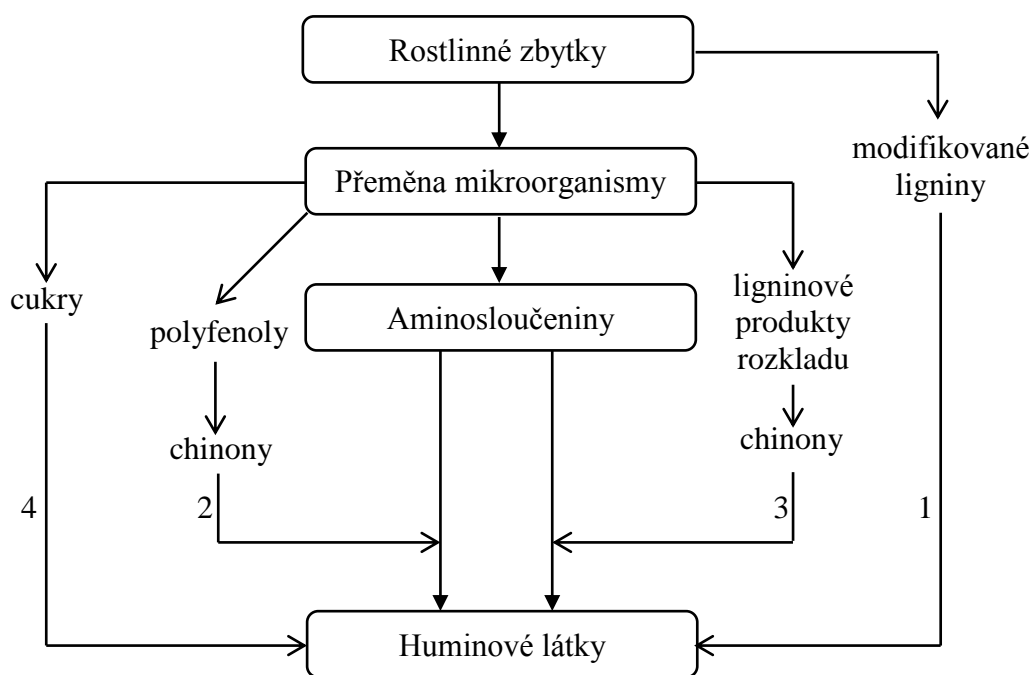 Rostlinné zbytky
modifikované
ligniny
Přeměna mikroorganismy
cukry
polyfenoly
Aminosloučeniny
ligninové
produkty
rozkladu
chinony
chinony
4
2
3
1
Huminové látky